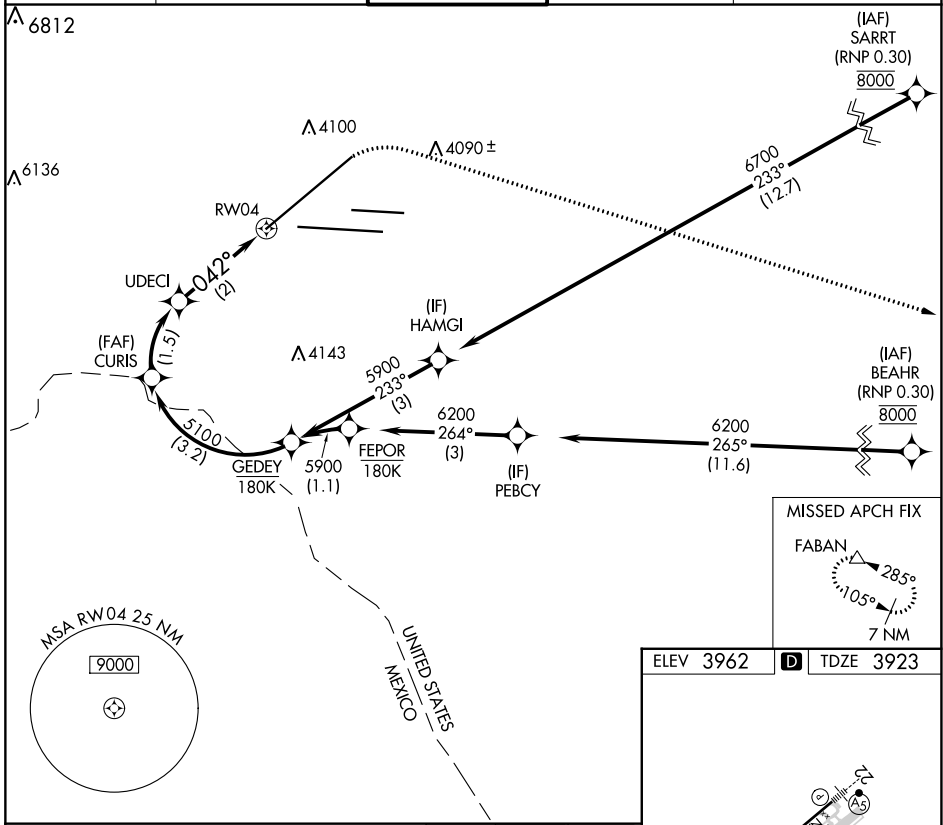 6812
(IAF)
SARRT
(RNP 0.30)
8000
4100
4090 ±
6136
6700
233°
(12.7)
RW04
042°
(2)
UDECI
(IF)
HAMGI
(FAF)
CURIS
(1.5)
4143
5900
233°
(3)
(IAF)
BEAHR
(RNP 0.30)
8000
5100
(3.2)
GEDEY
180K
5900
(1.1)
FEPOR
180K
6200
264°
(3)
(IF)
PEBCY
6200
265°
(11.6)
MISSED APCH FIX
FABAN
285°
105°
7 NM
MSA RW04 25 NM
9000
UNITED STATES
MEXICO
ELEV 3962
D
TDZE 3923
22
P
A5